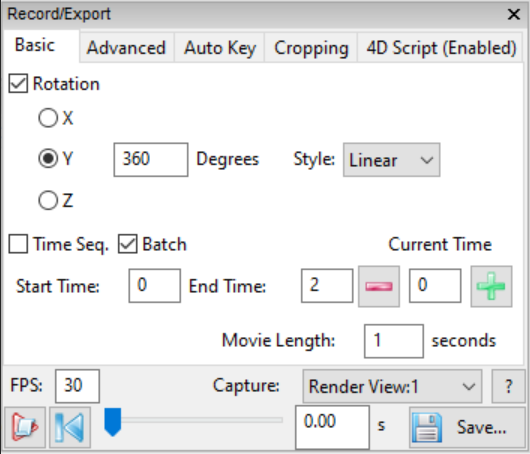 Record/Export
Basic Advanced Auto Key Cropping 4D Script (Enabled)
Rotation
X
Y 360 Degrees Style: Linear
Z
Time Seq. Batch Current Time
Start Time: 0 End Time: 2 0
Movie Length: 1 seconds
FPS: 30 Capture: Render View:1 ?
0.00 s Save...